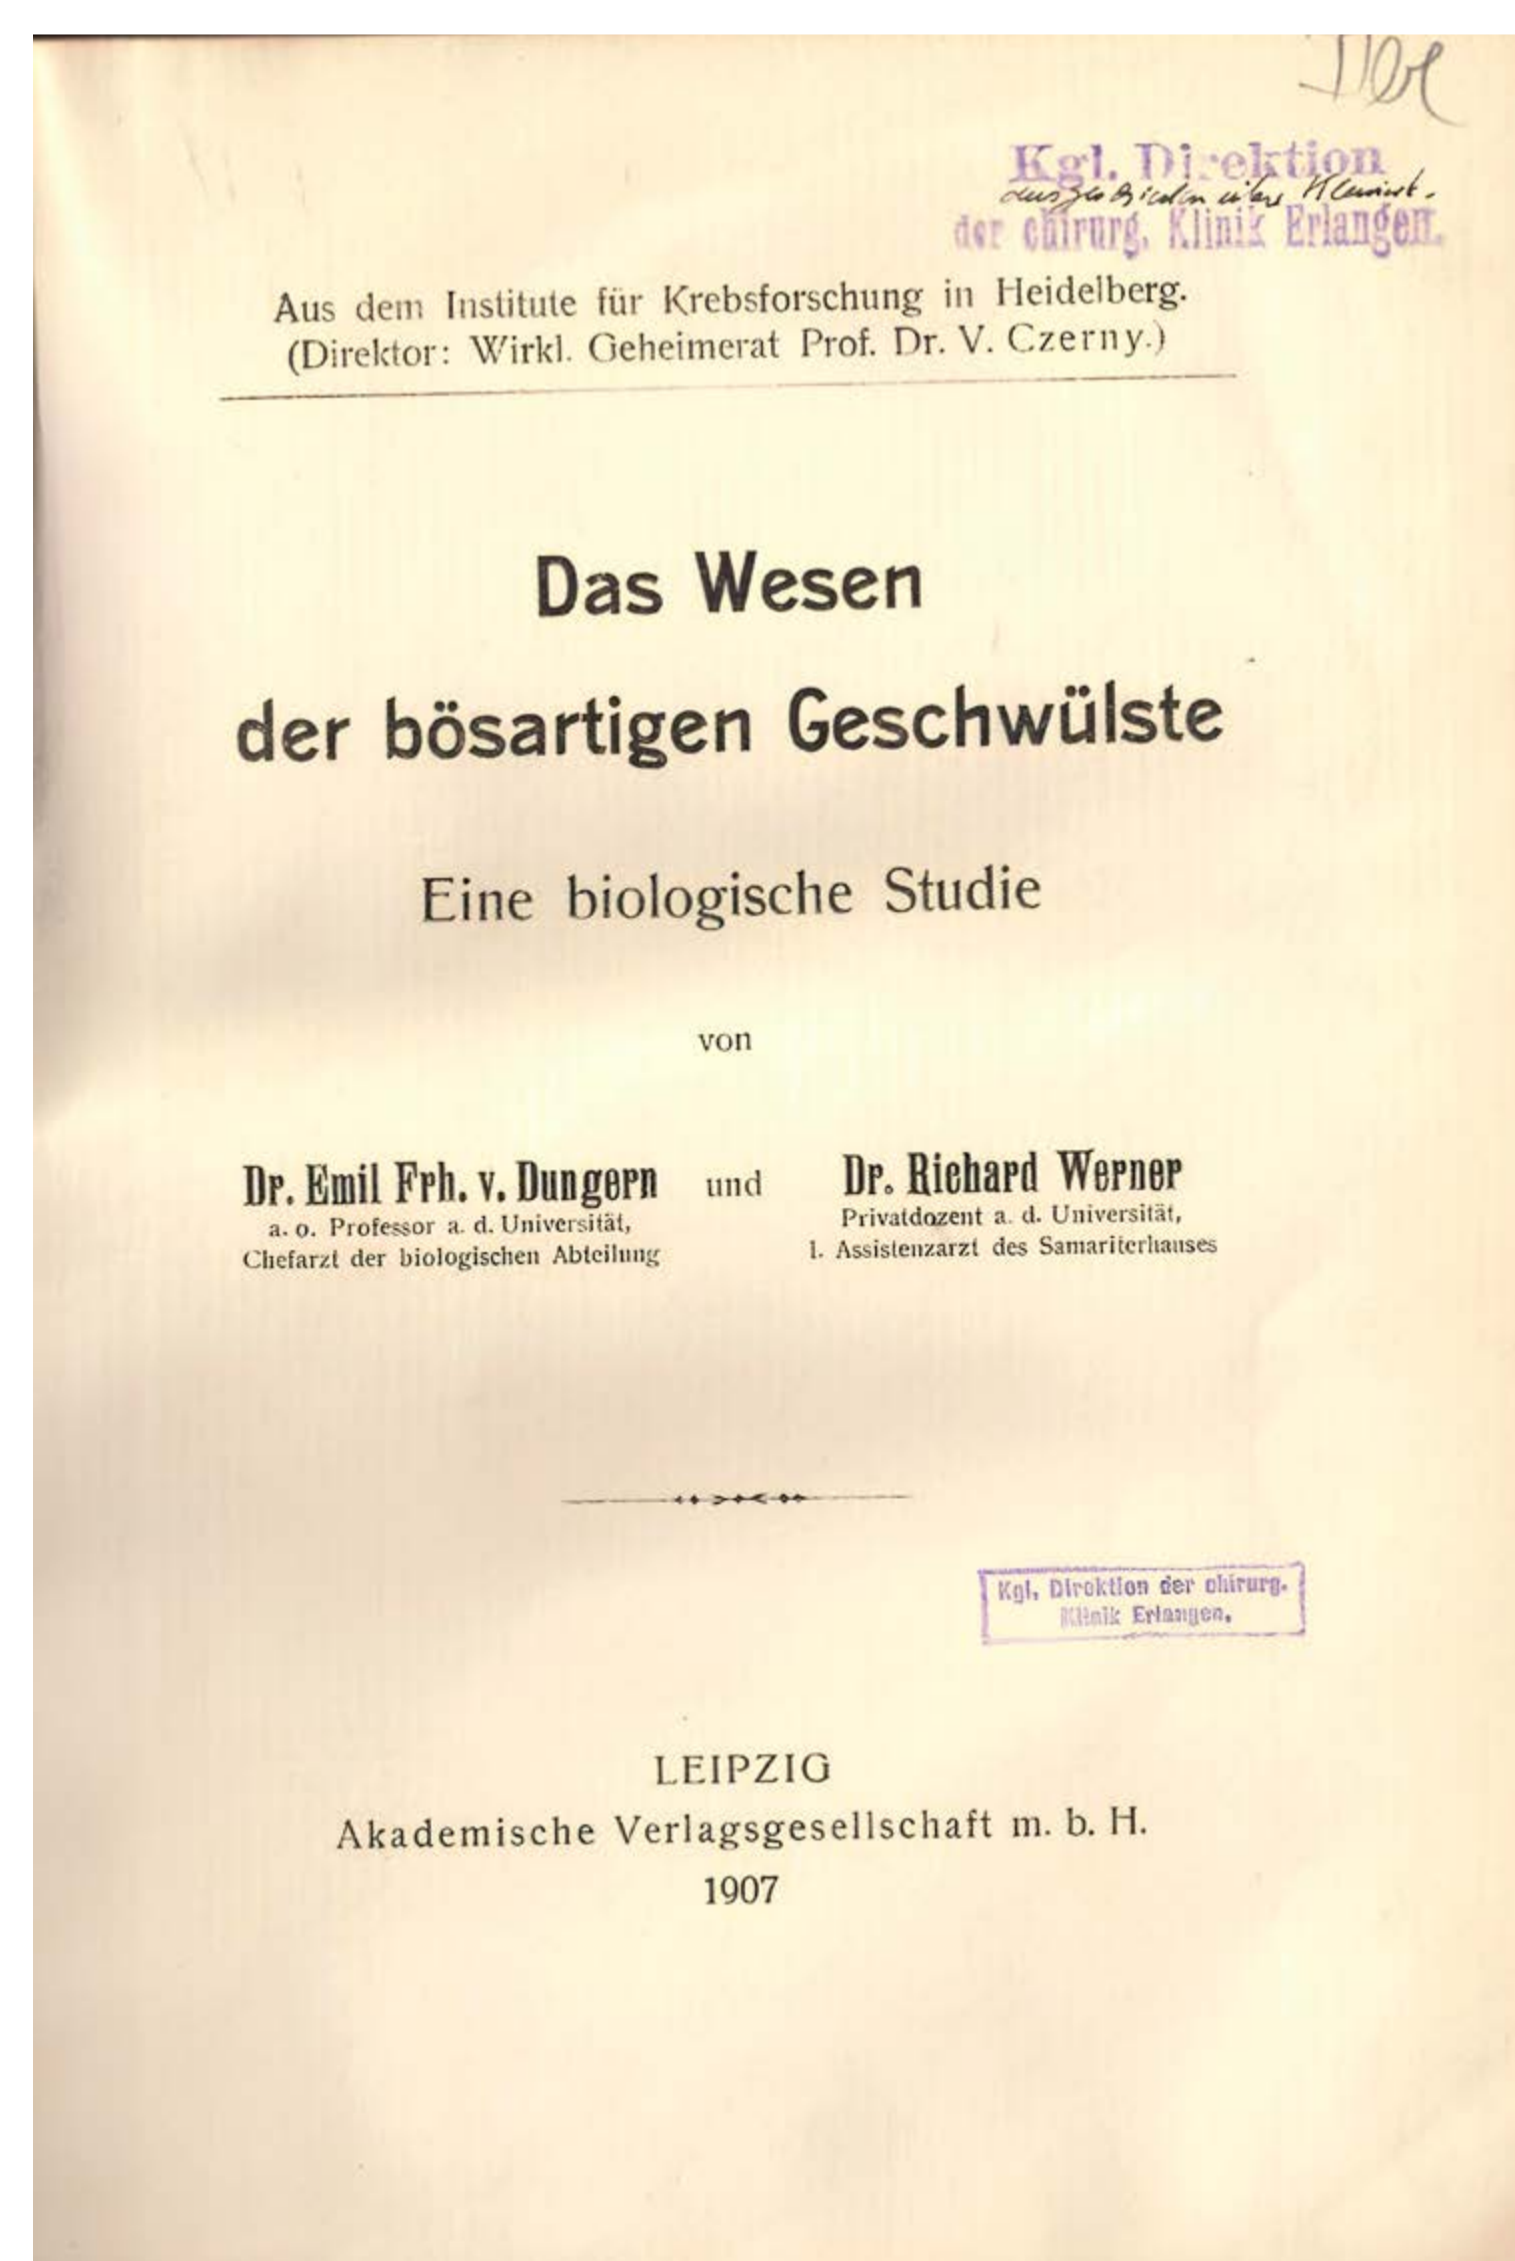 Kgl. Direktion
der chirurg. Klinik Erlangen.
Aus dem Institute für Krebsforschung in Heidelberg.
(Direktor: Wirkl. Geheimerat Prof. Dr. V. Czerny.)
Das Wesen
der bösartigen Geschwülste
Eine biologische Studie
von
Dr. Emil Frh. v. Dungern und Dr. Richard Werner
a. o. Professor a. d. Universität, Privatdozent a. d. Universität,
Chefarzt der biologischen Abteilung 1. Assistenzarzt des Samariterhauses
Kgl. Direktion der chirurg.
Klinik Erlangen.
LEIPZIG
Akademische Verlagsgesellschaft m. b. H.
1907